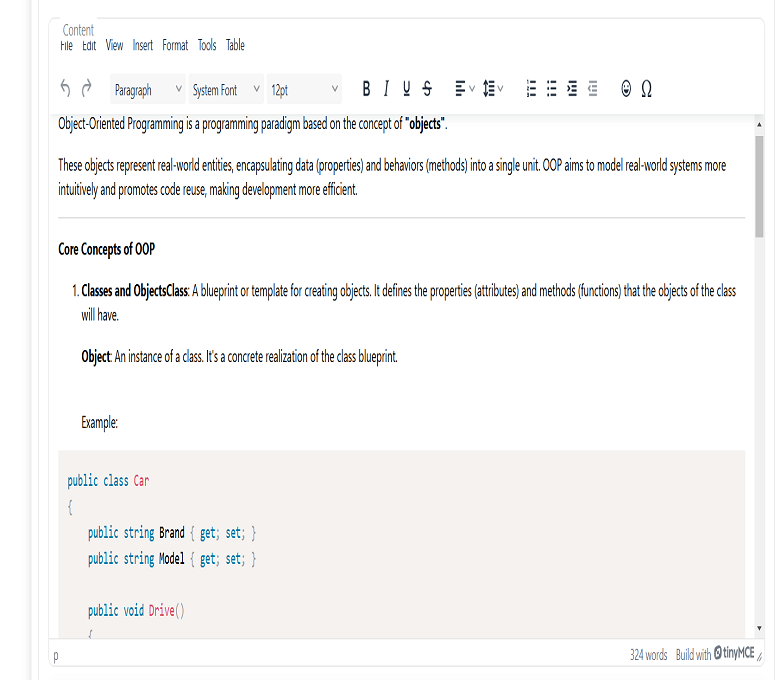 Content
File Edit View Insert Format Tools Table
Paragraph System Font 12pt B I U S Ω
Object-Oriented Programming is a programming paradigm based on the concept of "objects".
These objects represent real-world entities, encapsulating data (properties) and behaviors (methods) into a single unit. OOP aims to model real-world systems more
intuitively and promotes code reuse, making development more efficient.
Core Concepts of OOP
1. Classes and ObjectsClass: A blueprint or template for creating objects. It defines the properties (attributes) and methods (functions) that the objects of the class
will have.
Object: An instance of a class. It's a concrete realization of the class blueprint.
Example:
public class Car
{
public string Brand { get; set; }
public string Model { get; set; }
public void Drive()
{
p 324 words Build with tinyMCE